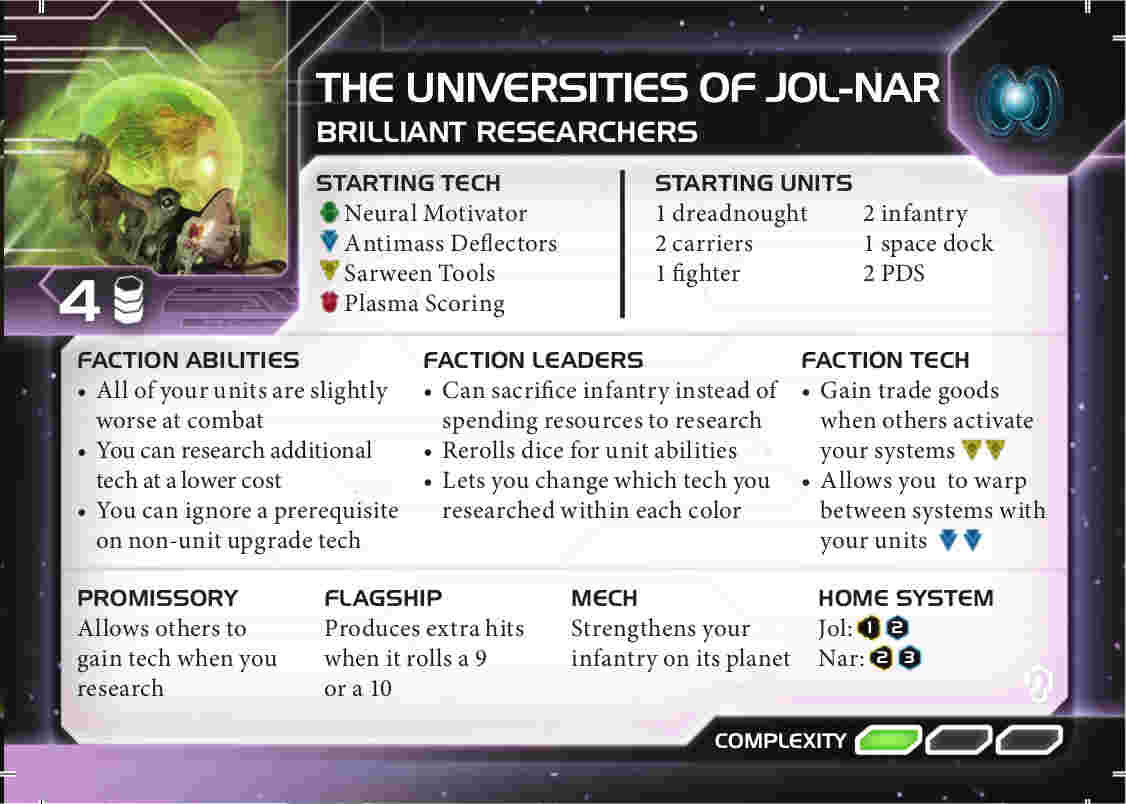 THE UNIVERSITIES OF JOL-NAR
BRILLIANT RESEARCHERS
4
STARTING TECH
Neural Motivator
Antimass Deflectors
Sarween Tools
Plasma Scoring
STARTING UNITS
1 dreadnought
2 carriers
1 fighter
2 infantry
1 space dock
2 PDS
FACTION ABILITIES
• All of your units are slightly
worse at combat
• You can research additional
tech at a lower cost
• You can ignore a prerequisite
on non-unit upgrade tech
FACTION LEADERS
• Can sacrifice infantry instead of
spending resources to research
• Rerolls dice for unit abilities
• Lets you change which tech you
researched within each color
FACTION TECH
• Gain trade goods
when others activate
your systems
• Allows you to warp
between systems with
your units
PROMISSORY
Allows others to
gain tech when you
research
FLAGSHIP
Produces extra hits
when it rolls a 9
or a 10
MECH
Strengthens your
infantry on its planet
HOME SYSTEM
Jol: 1 2
Nar: 2 3
COMPLEXITY